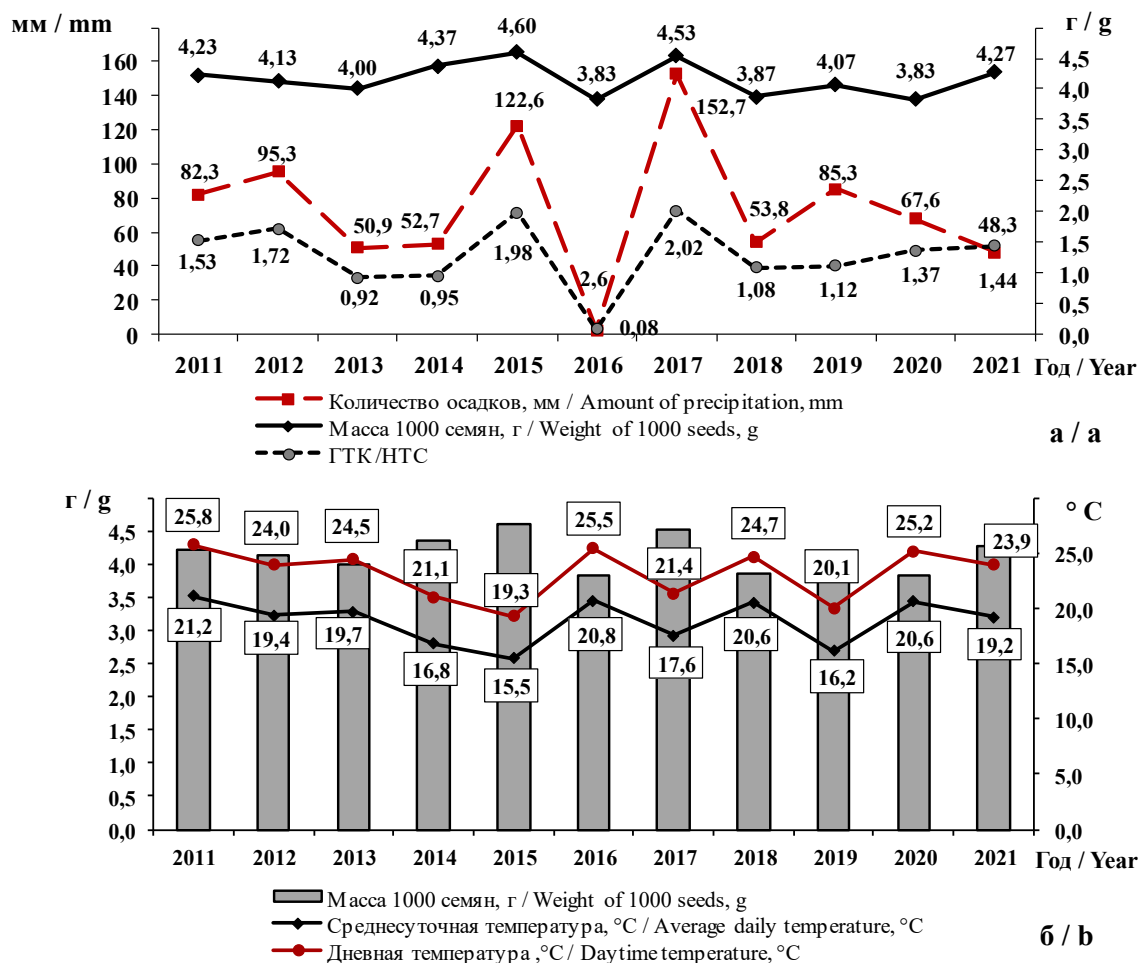 мм / mm
г / g
160
140
120
100
80
60
40
20
0
4,5
4,0
3,5
3,0
2,5
2,0
1,5
1,0
0,5
0,0
4,23 4,13 4,00 4,37 4,60 3,83 4,53 3,87 4,07 3,83 4,27
82,3 95,3 50,9 52,7 122,6 2,6 152,7 53,8 85,3 67,6 48,3
1,53 1,72 0,92 0,95 1,98 0,08 2,02 1,08 1,12 1,37 1,44
2011 2012 2013 2014 2015 2016 2017 2018 2019 2020 2021 Год / Year
Количество осадков, мм / Amount of precipitation, mm
Масса 1000 семян, г / Weight of 1000 seeds, g
ГТК/HTC
а / a
г / g
° C
4,5
4,0
3,5
3,0
2,5
2,0
1,5
1,0
0,5
0,0
25,0
20,0
15,0
10,0
5,0
0,0
25,8 24,0 24,5 21,1 19,3 25,5 21,4 24,7 20,1 25,2 23,9
21,2 19,4 19,7 16,8 15,5 20,8 17,6 20,6 16,2 20,6 19,2
2011 2012 2013 2014 2015 2016 2017 2018 2019 2020 2021 Год / Year
Масса 1000 семян, г / Weight of 1000 seeds, g
Среднесуточная температура, °C / Average daily temperature, °C
Дневная температура ,°C / Daytime temperature, °C
б / b